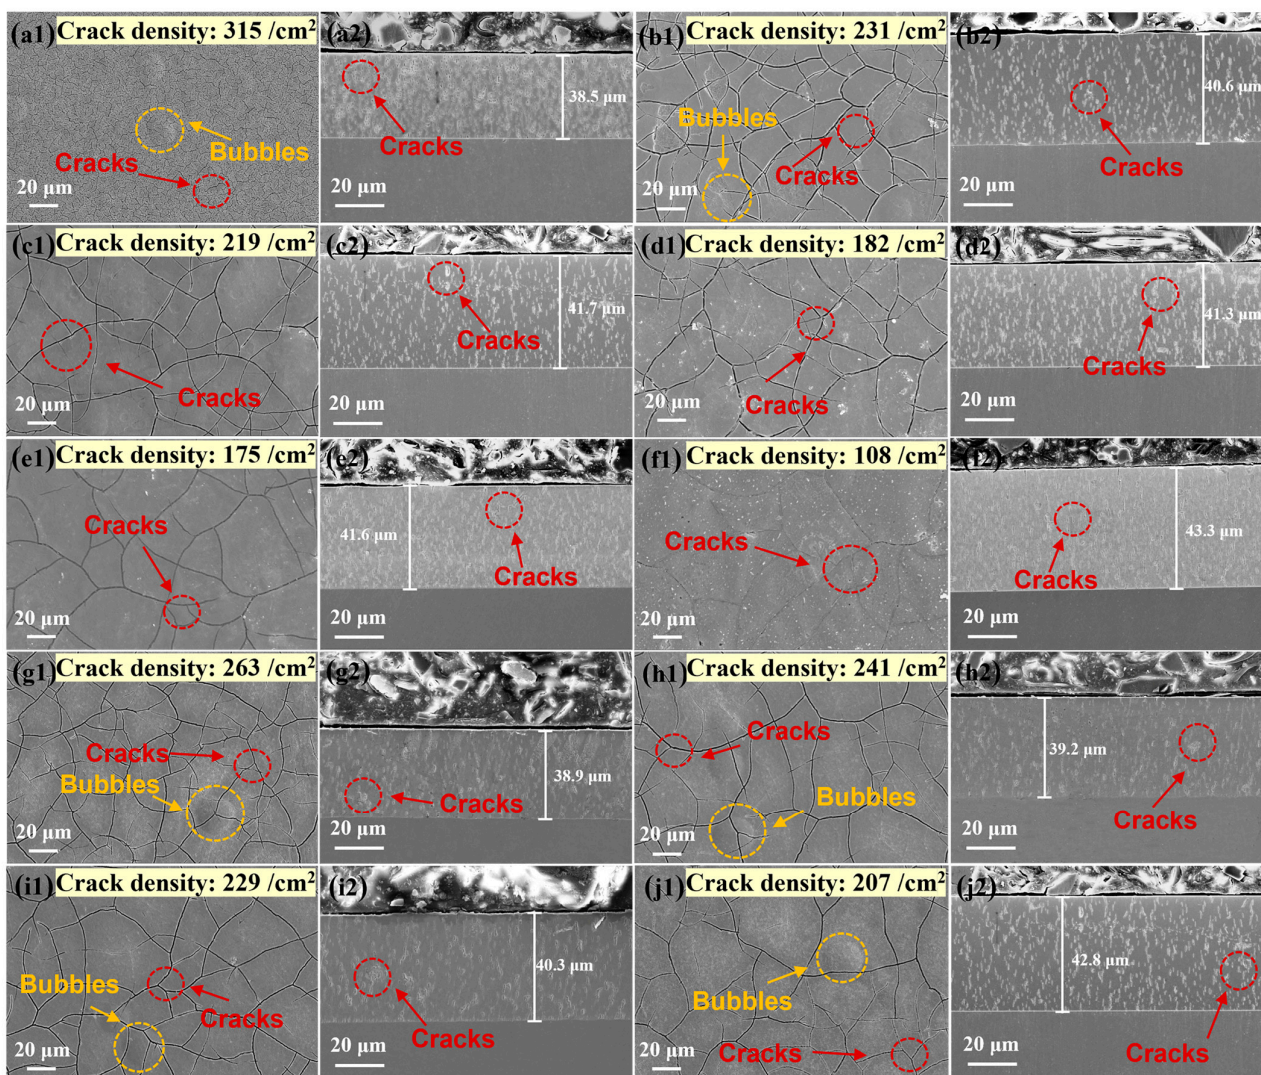 (a1) Crack density: 315 /cm²
Bubbles
Cracks
20 μm
(a2)
38.5 μm
Cracks
20 μm
(b1) Crack density: 231 /cm²
Bubbles
Cracks
20 μm
(b2)
40.6 μm
Cracks
20 μm
(c1) Crack density: 219 /cm²
Cracks
20 μm
(c2)
41.7 μm
Cracks
20 μm
(d1) Crack density: 182 /cm²
Cracks
20 μm
(d2)
41.3 μm
Cracks
20 μm
(e1) Crack density: 175 /cm²
Cracks
20 μm
(e2)
41.6 μm
Cracks
20 μm
(f1) Crack density: 108 /cm²
Cracks
20 μm
(f2)
43.3 μm
Cracks
20 μm
(g1) Crack density: 263 /cm²
Cracks
Bubbles
20 μm
(g2)
38.9 μm
Cracks
20 μm
(h1) Crack density: 241 /cm²
Cracks
Bubbles
20 μm
(h2)
39.2 μm
Cracks
20 μm
(i1) Crack density: 229 /cm²
Bubbles
Cracks
20 μm
(i2)
40.3 μm
Cracks
20 μm
(j1) Crack density: 207 /cm²
Bubbles
Cracks
20 μm
(j2)
42.8 μm
Cracks
20 μm